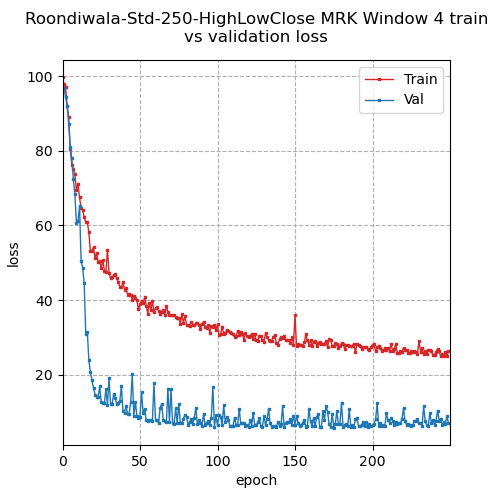 Roondiwala-Std-250-HighLowClose MRK Window 4 train
vs validation loss
Train
Val
100
80
60
40
20
loss
0
50
100
150
200
epoch